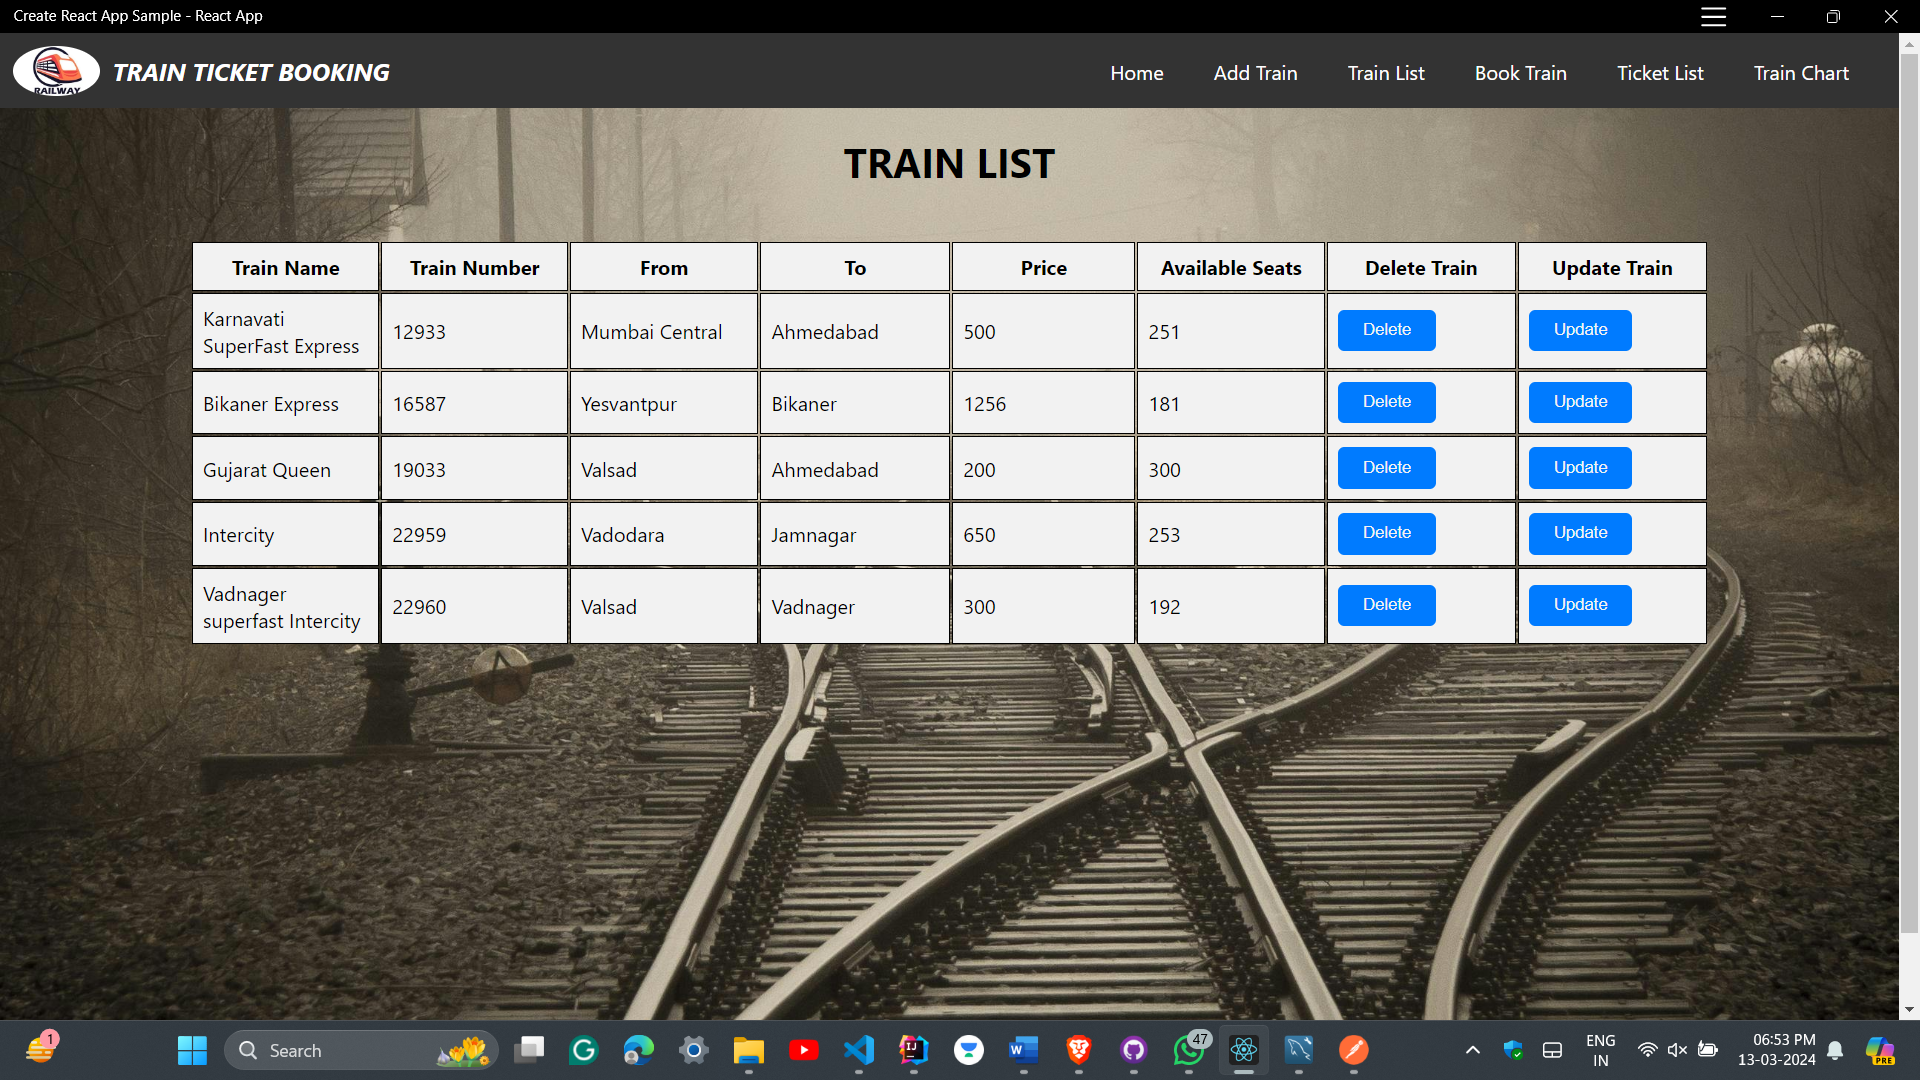 Create React App Sample - React App
RAILWAY
TRAIN TICKET BOOKING
Home Add Train Train List Book Train Ticket List Train Chart
TRAIN LIST
Train Name Train Number From To Price Available Seats Delete Train Update Train
Karnavati
SuperFast Express 12933 Mumbai Central Ahmedabad 500 251 Delete Update
Bikaner Express 16587 Yesvantpur Bikaner 1256 181 Delete Update
Gujarat Queen 19033 Valsad Ahmedabad 200 300 Delete Update
Intercity 22959 Vadodara Jamnagar 650 253 Delete Update
Vadnager
superfast Intercity 22960 Valsad Vadnager 300 192 Delete Update
1
Search
47
ENG
IN
06:53 PM
13-03-2024
PRE